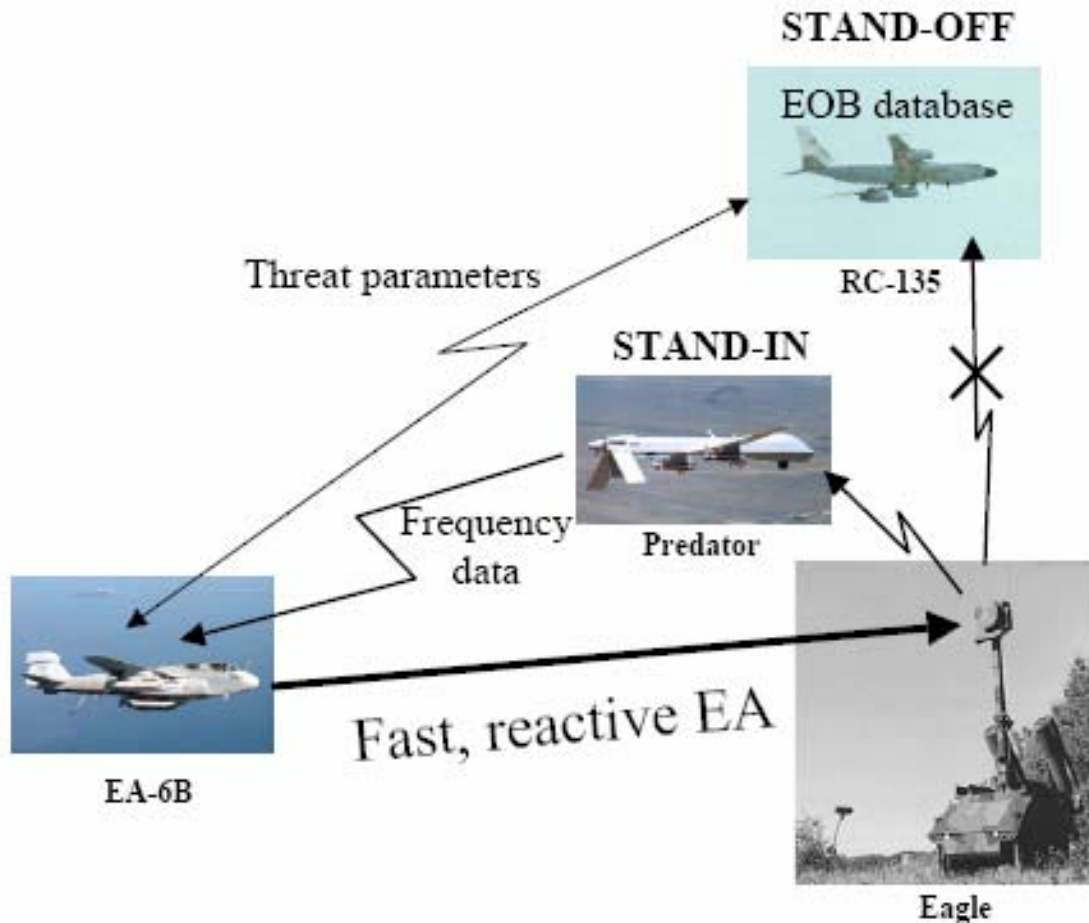 STAND-OFF
EOB database
RC-135
Threat parameters
STAND-IN
Predator
Frequency
data
EA-6B
Fast, reactive EA
Eagle